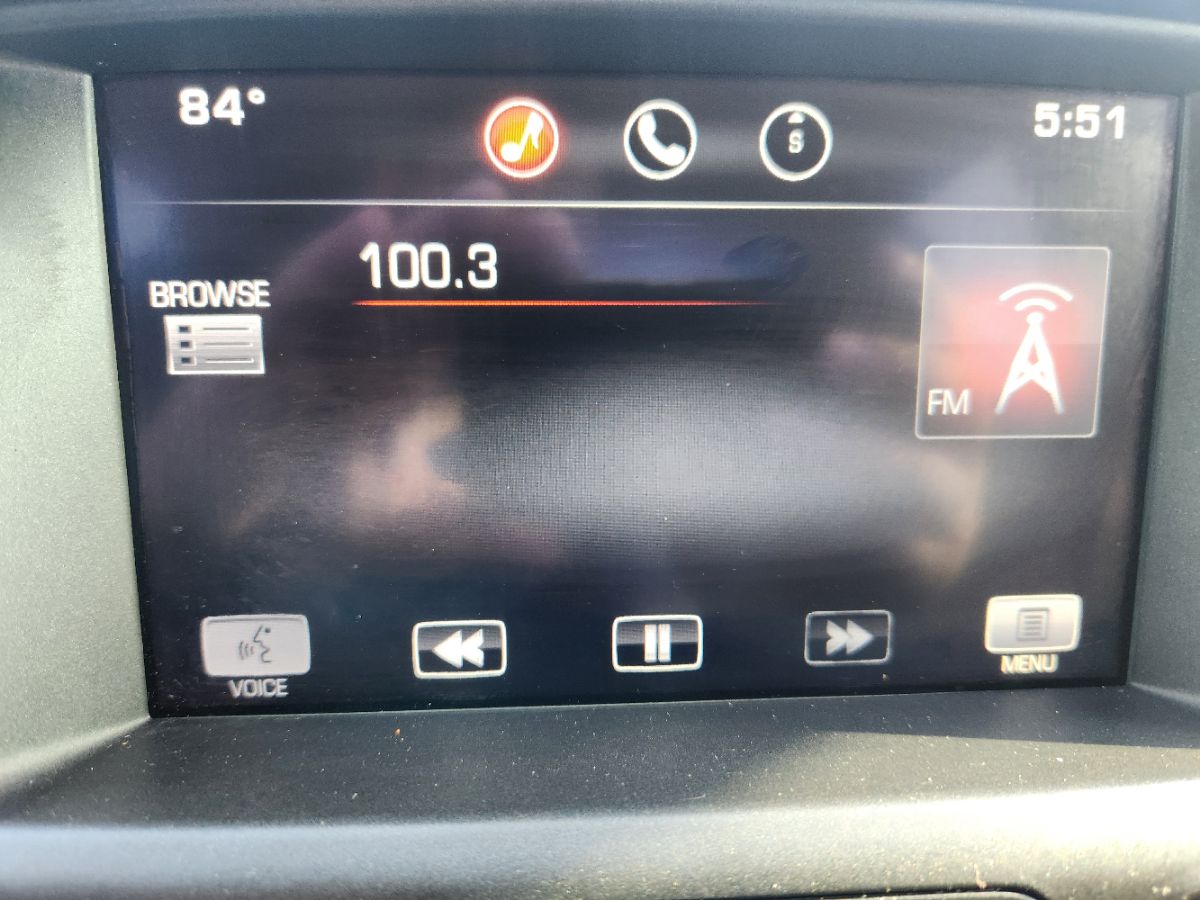 84°
S
5:51
100.3
BROWSE
FM
VOICE
MENU